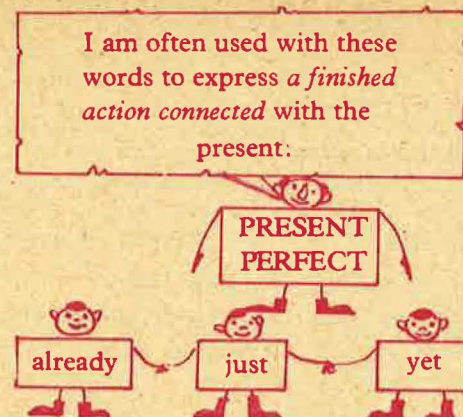 I am often used with these
words to express a finished
action connected with the
present:
PRESENT
PERFECT
already just yet